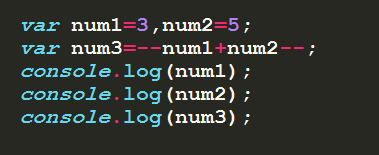 var num1=3,num2=5;
var num3=--num1+num2--;
console.log(num1);
console.log(num2);
console.log(num3);